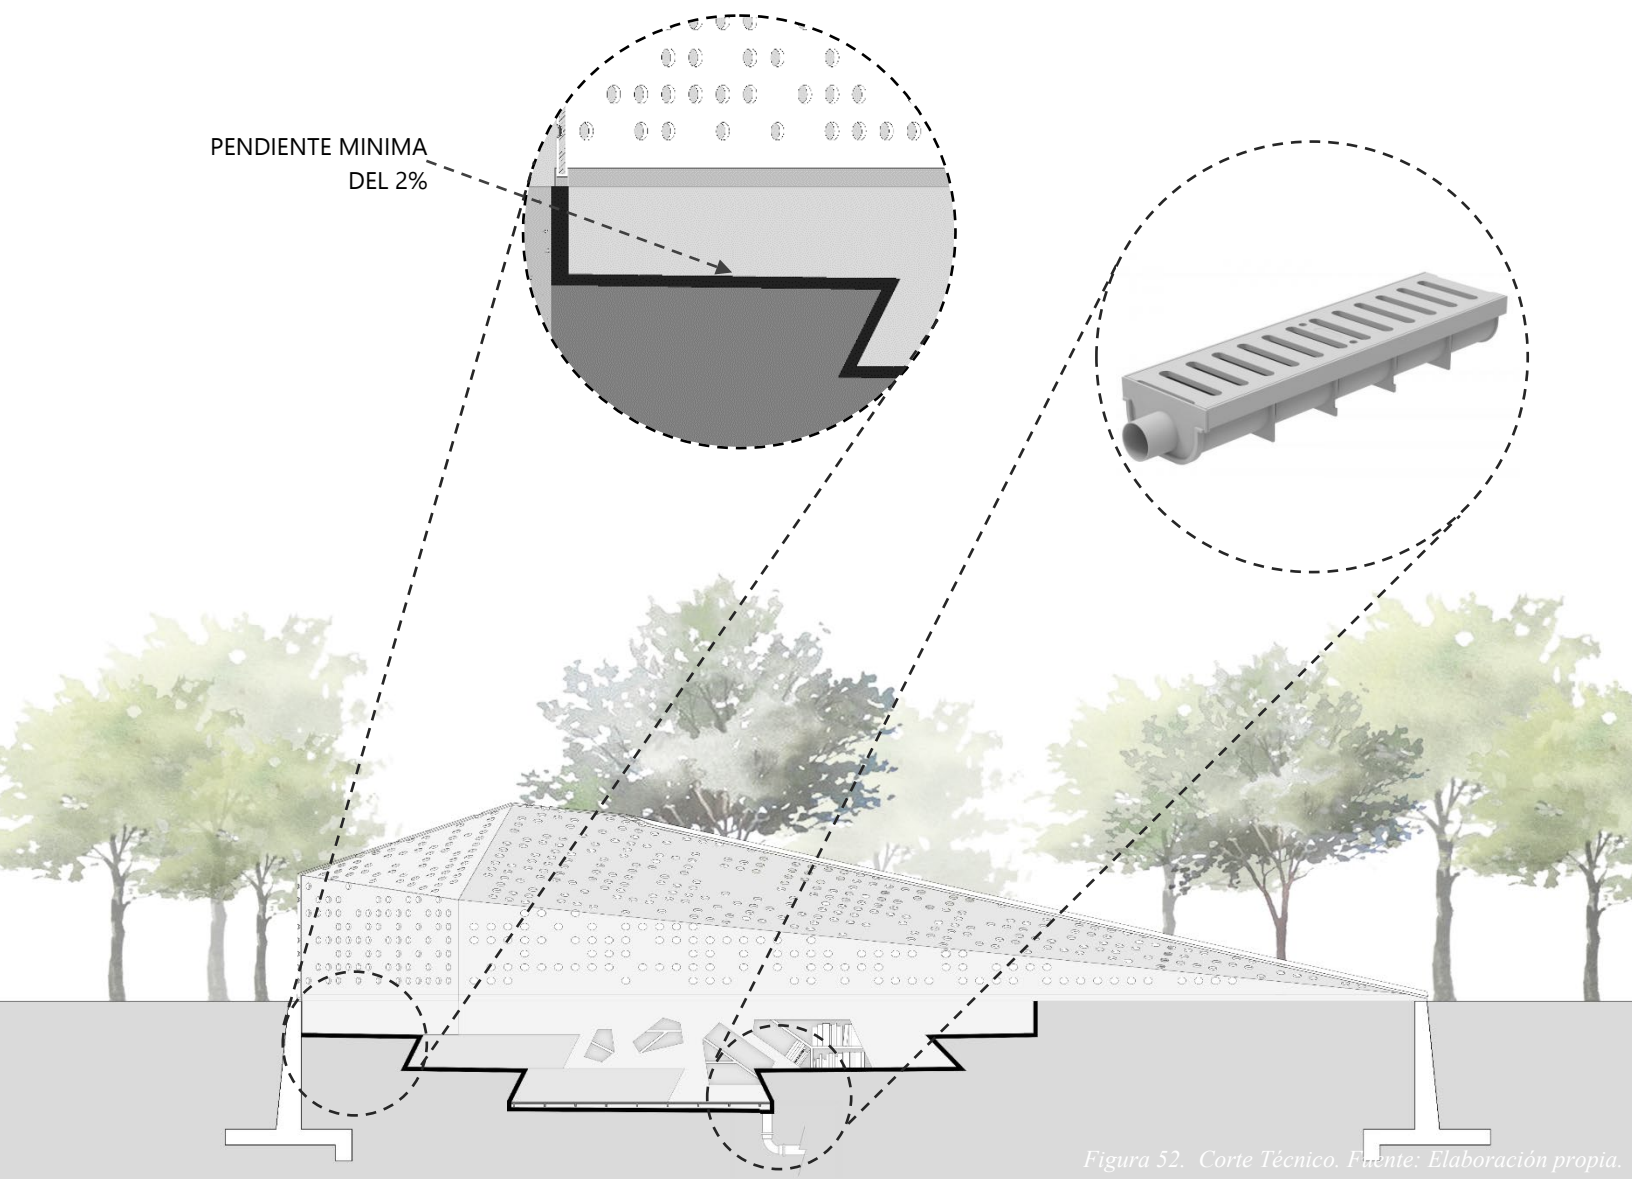 PENDIENTE MINIMA
DEL 2%
Figura 52. Corte Técnico. Fuente: Elaboración propia.